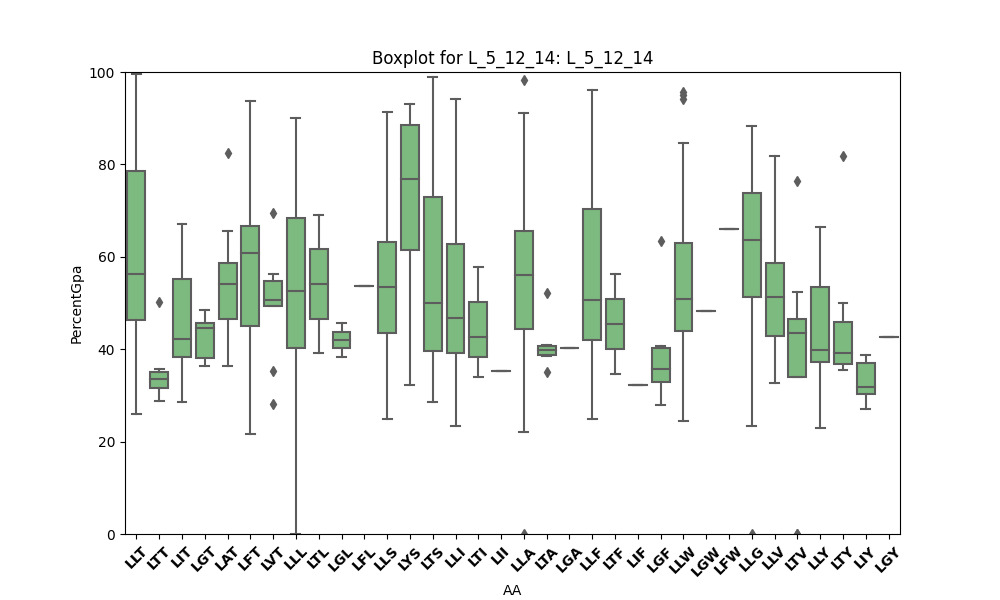 Boxplot for L_5_12_14: L_5_12_14
PercentGpa
100
80
60
40
20
0
LLT LTT LIT LGT LAT LFT LVT LLL LTL LGL LFL LLS LYS LTS LLI LTI LII LLA LTA LGA LLF LTF LIF LGF LLW LGW LFW LLG LLV LTV LLY LTY LIY LGY
AA